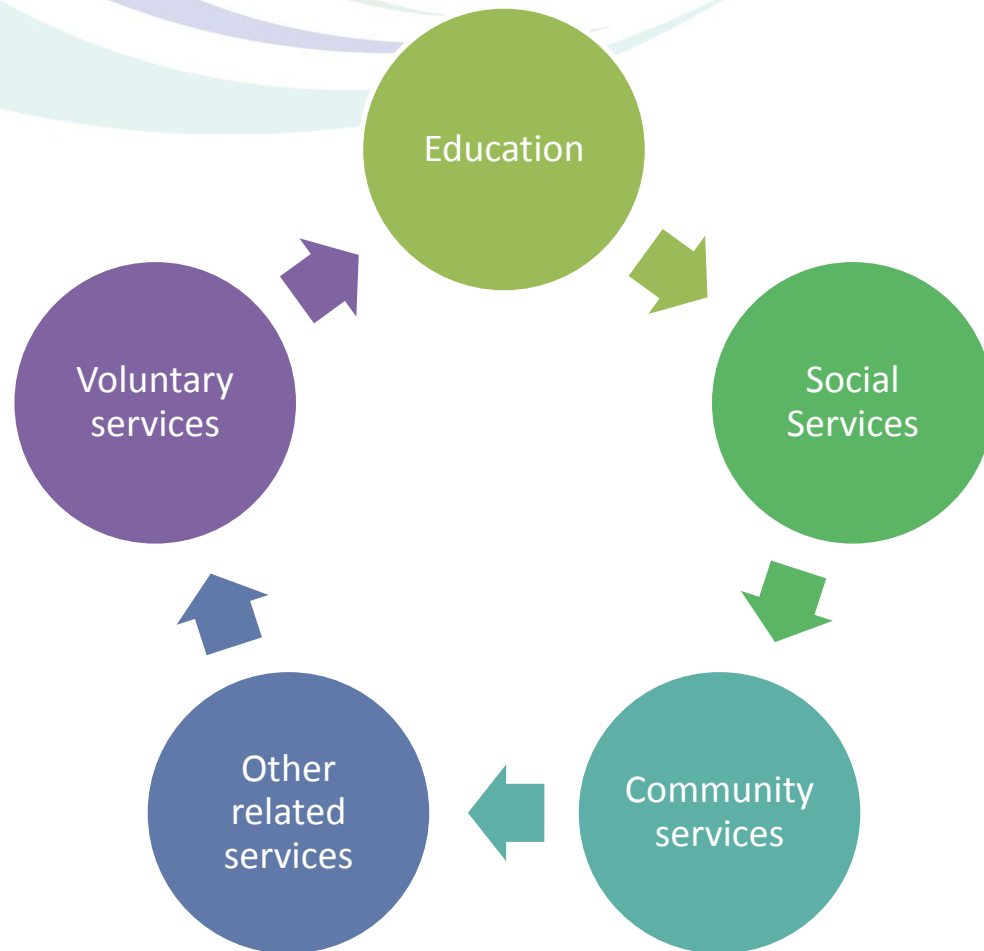 Education
Social
Services
Community
services
Other
related
services
Voluntary
services